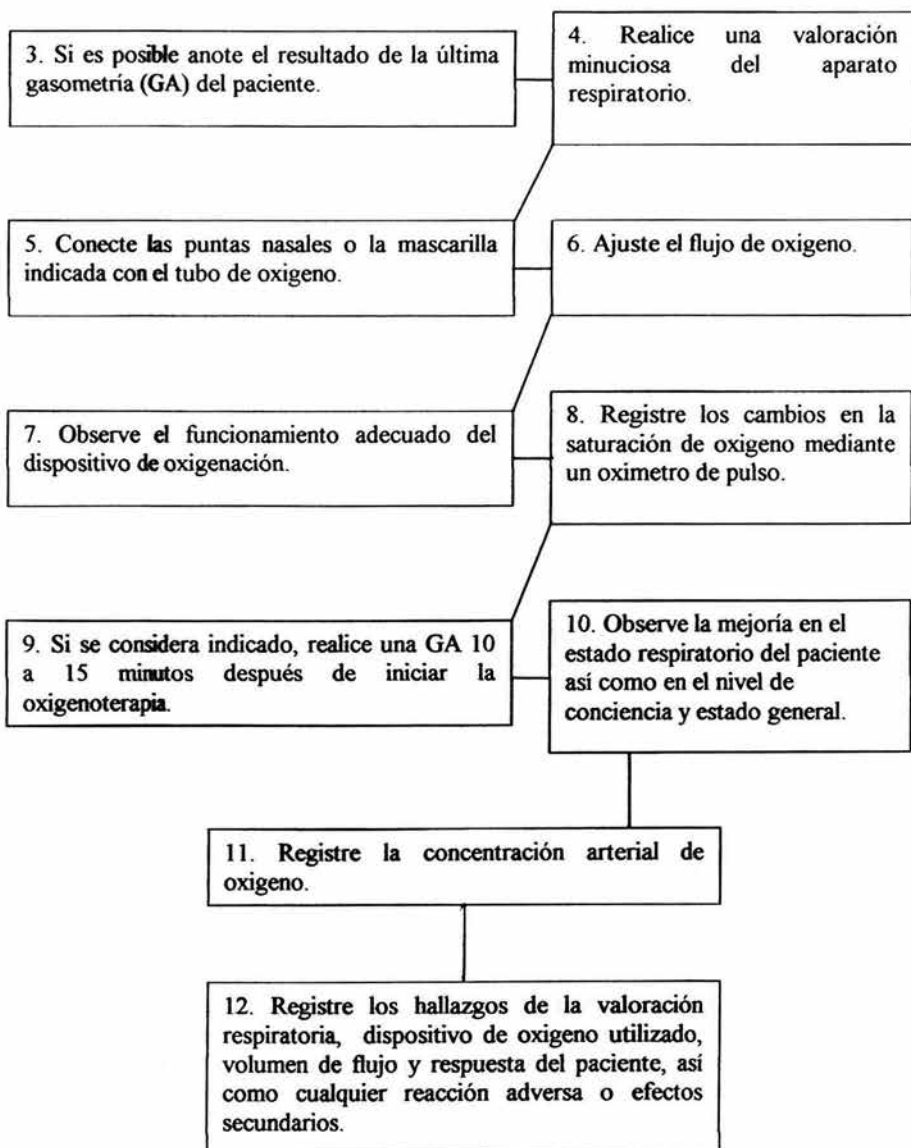 3. Si es posible anote el resultado de la última
gasometría (GA) del paciente.
4. Realice una valoración
minuciosa del aparato
respiratorio.
5. Conecte las puntas nasales o la mascarilla
indicada con el tubo de oxigeno.
6. Ajuste el flujo de oxigeno.
7. Observe el funcionamiento adecuado del
dispositivo de oxigenación.
8. Registre los cambios en la
saturación de oxigeno mediante
un oximetro de pulso.
9. Si se considera indicado, realice una GA 10
a 15 minutos después de iniciar la
oxigenoterapia.
10. Observe la mejoría en el
estado respiratorio del paciente
así como en el nivel de
conciencia y estado general.
11. Registre la concentración arterial de
oxigeno.
12. Registre los hallazgos de la valoración
respiratoria, dispositivo de oxigeno utilizado,
volumen de flujo y respuesta del paciente, así
como cualquier reacción adversa o efectos
secundarios.